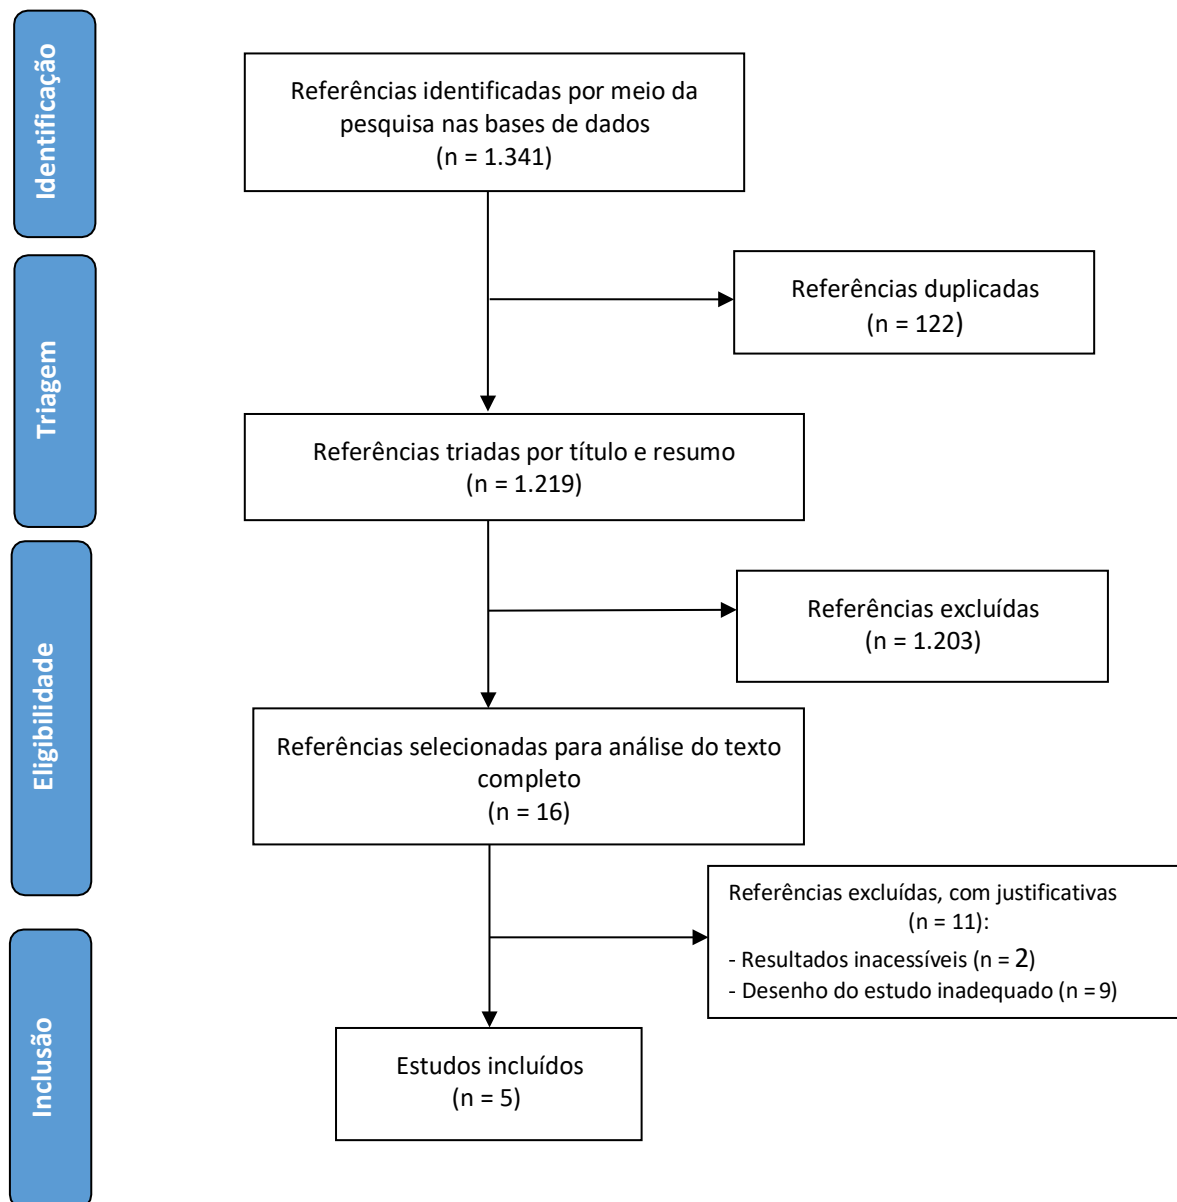 Identificação
Referências identificadas por meio da
pesquisa nas bases de dados
(n = 1.341)
Referências duplicadas
(n = 122)
Triagem
Referências triadas por título e resumo
(n = 1.219)
Referências excluídas
(n = 1.203)
Eligibilidade
Referências selecionadas para análise do texto
completo
(n = 16)
Referências excluídas, com justificativas
(n = 11):
- Resultados inacessíveis (n = 2)
- Desenho do estudo inadequado (n = 9)
Inclusão
Estudos incluídos
(n = 5)